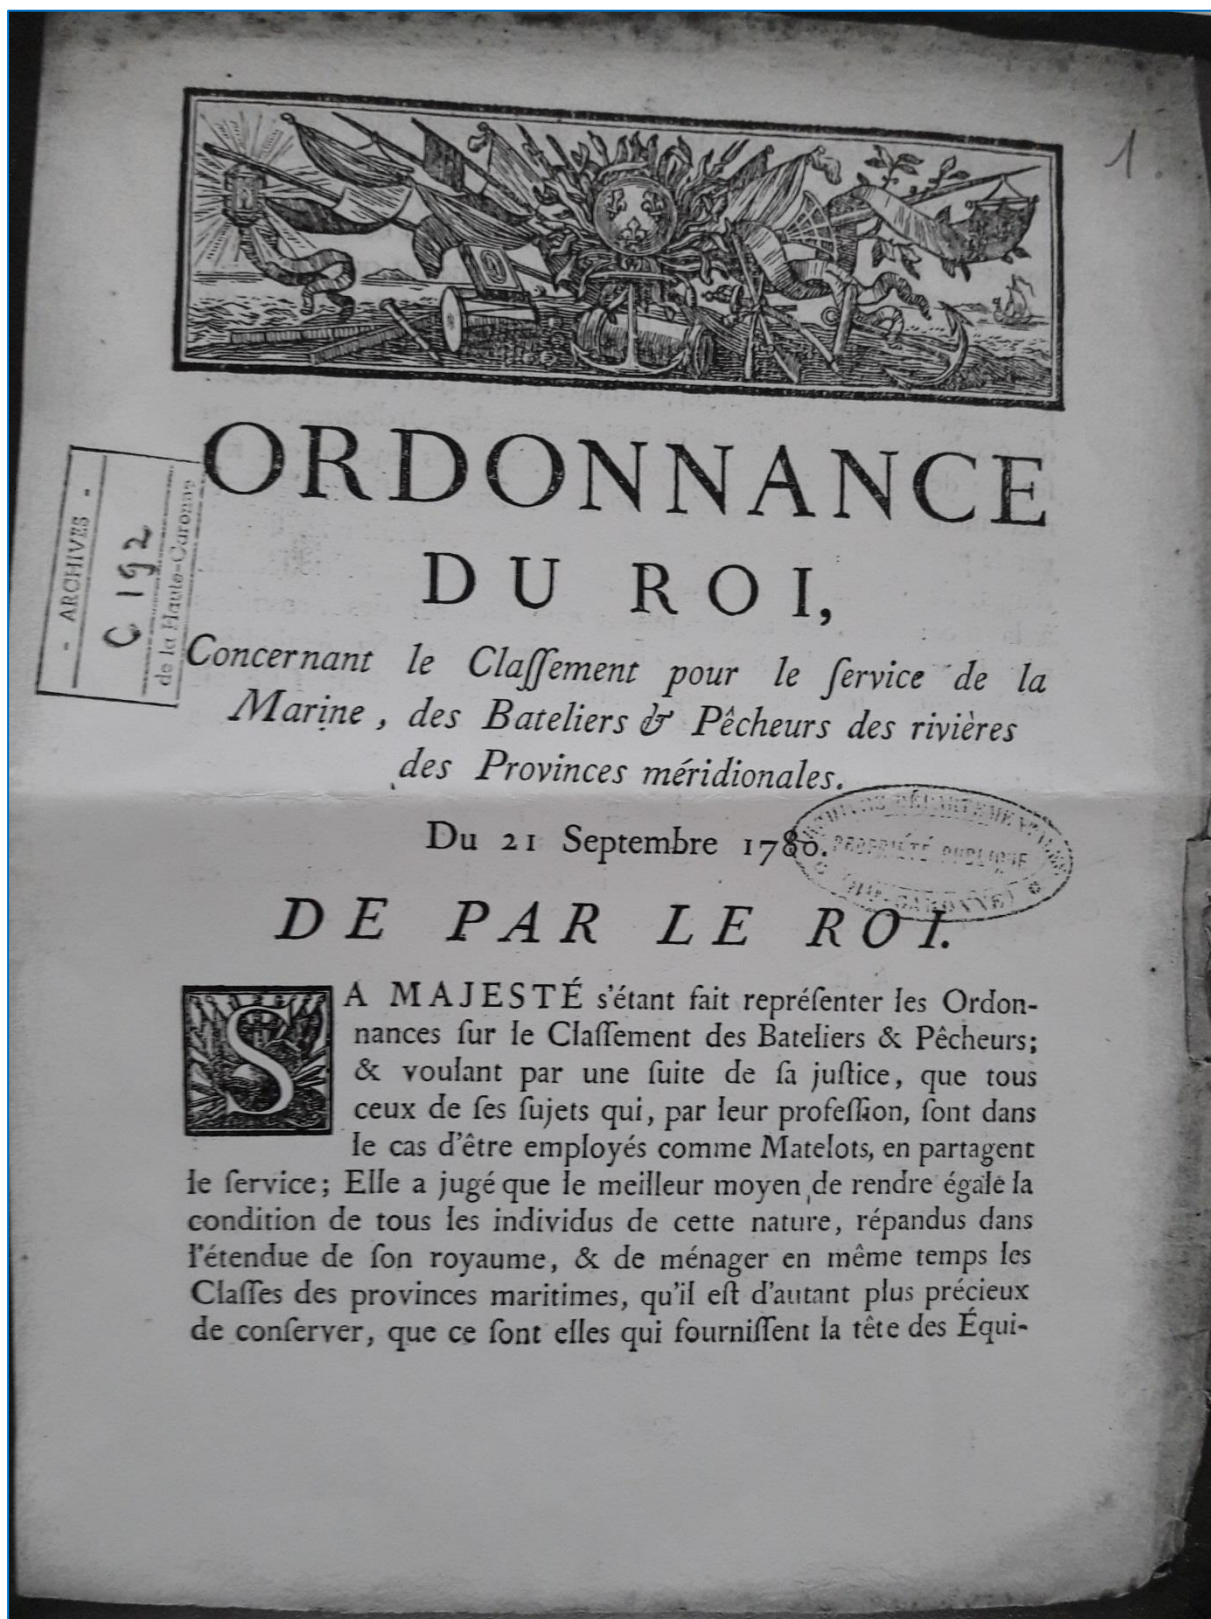 1
ORDONNANCE
DU ROI,
- ARCHIVES -
C 192
de la Haute-Garonne
Concernant le Claſſement pour le ſervice de la
Marine, des Bateliers & Pêcheurs des rivières
des Provinces méridionales.
Du 21 Septembre 1780.
ARCHIVES DÉPARTEMENTALES
PROPRIÉTÉ PUBLIQUE
(HTE-GARONNE)
DE PAR LE ROI.
SA MAJESTÉ s'étant fait repréſenter les Ordon-
nances ſur le Claſſement des Bateliers & Pêcheurs;
& voulant par une ſuite de ſa juſtice, que tous
ceux de ſes ſujets qui, par leur profeſſion, ſont dans
le cas d'être employés comme Matelots, en partagent
le ſervice; Elle a jugé que le meilleur moyen de rendre égale la
condition de tous les individus de cette nature, répandus dans
l'étendue de ſon royaume, & de ménager en même temps les
Claſſes des provinces maritimes, qu'il eſt d'autant plus précieux
de conſerver, que ce ſont elles qui fourniſſent la tête des Équi-